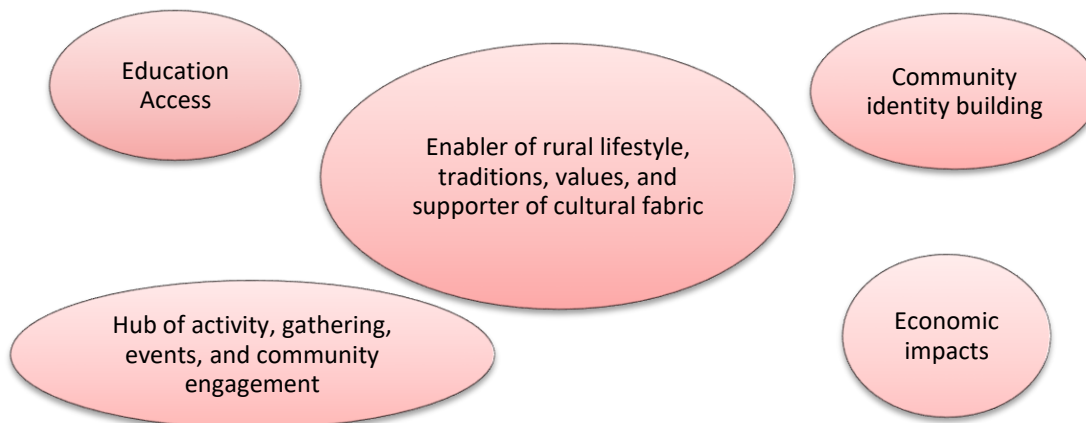 Education
Access
Enabler of rural lifestyle,
traditions, values, and
supporter of cultural fabric
Community
identity building
Hub of activity, gathering,
events, and community
engagement
Economic
impacts